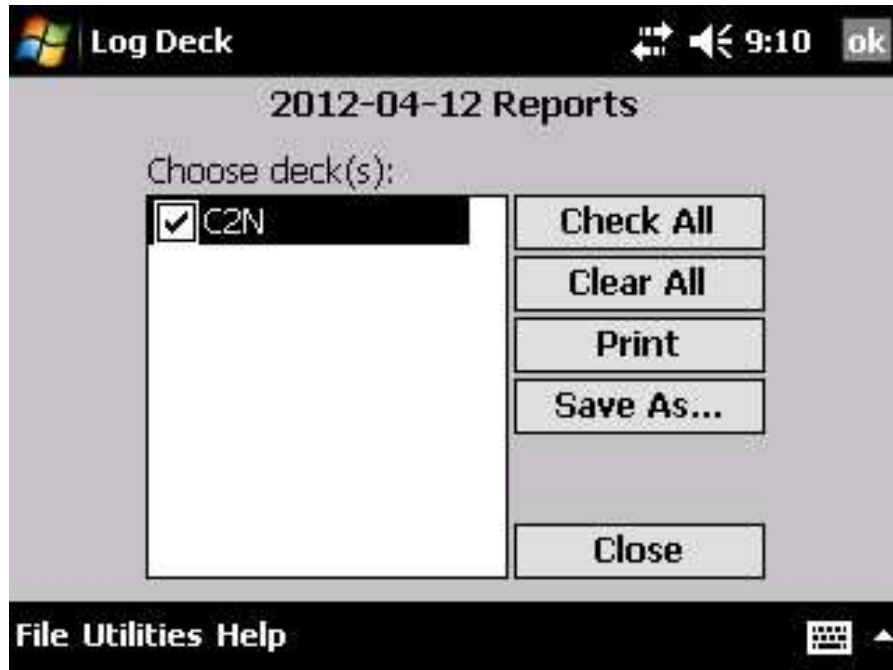 Log Deck 9:10 ok
2012-04-12 Reports
Choose deck(s):
C2N
Check All
Clear All
Print
Save As...
Close
File Utilities Help